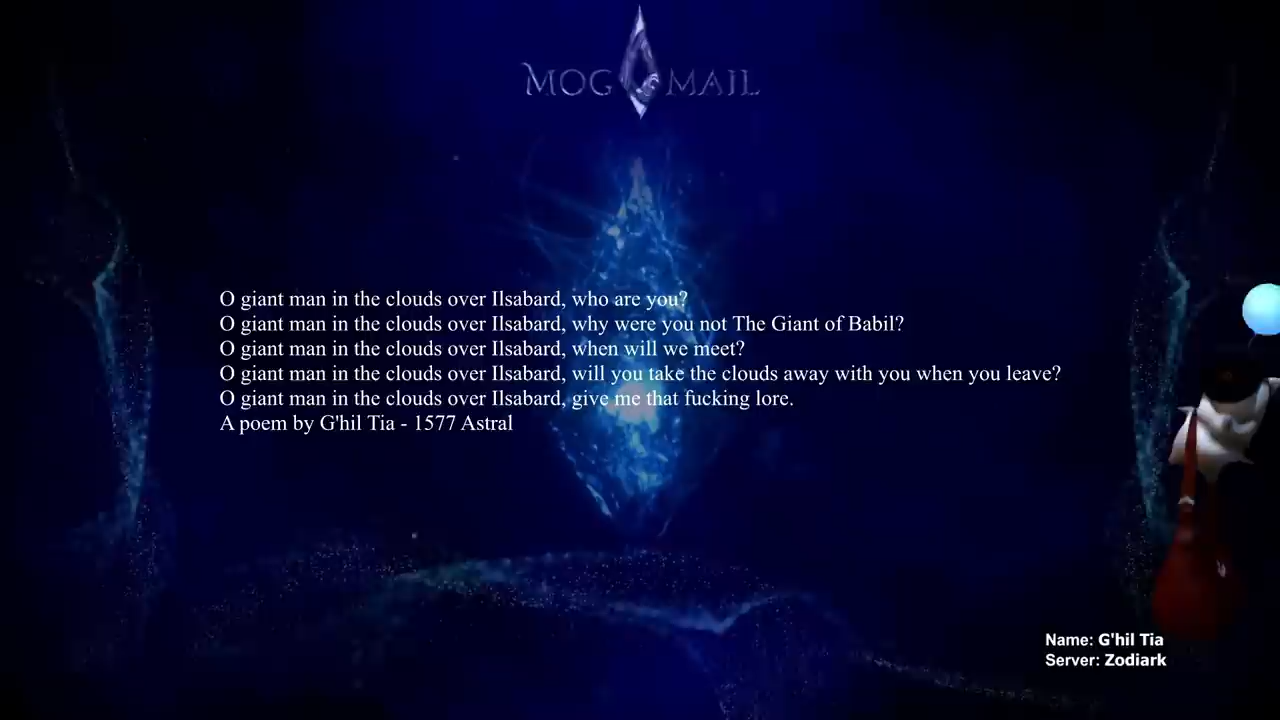 MOG MAIL
O giant man in the clouds over Ilsabard, who are you?
O giant man in the clouds over Ilsabard, why were you not The Giant of Babil?
O giant man in the clouds over Ilsabard, when will we meet?
O giant man in the clouds over Ilsabard, will you take the clouds away with you when you leave?
O giant man in the clouds over Ilsabard, give me that fucking lore.
A poem by G'hil Tia - 1577 Astral
Name: G'hil Tia
Server: Zodiark